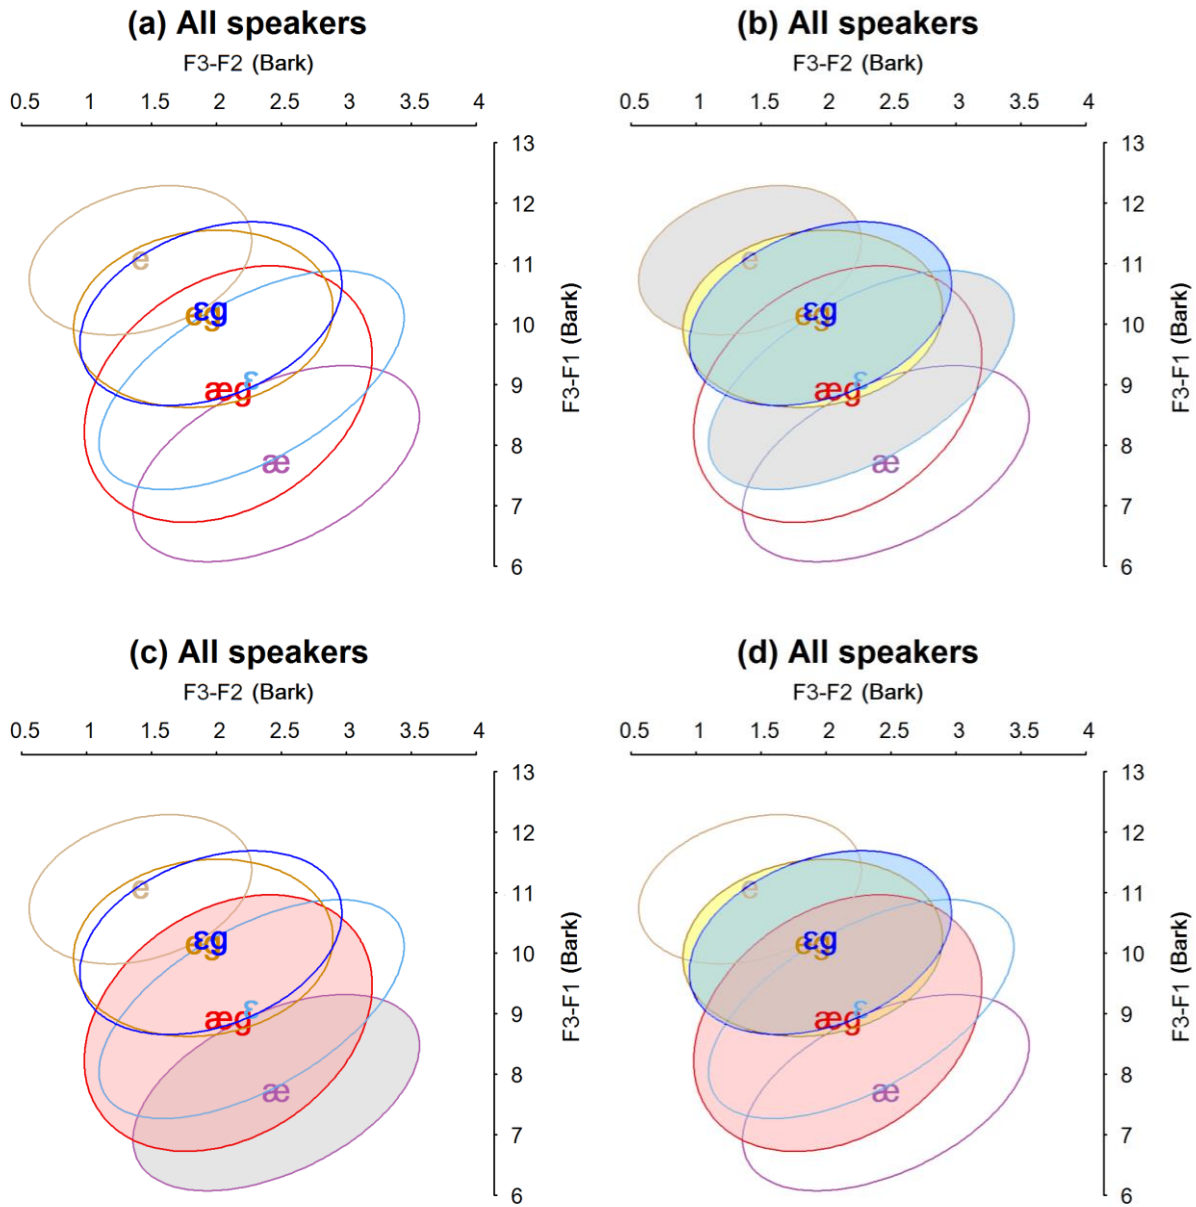 (a) All speakers
F3-F2 (Bark)
0.5 1 1.5 2 2.5 3 3.5 4
13
12
11
10
9
8
7
6
F3-F1 (Bark)
e
eg
ɛg
æg
ɛ
æ
(b) All speakers
F3-F2 (Bark)
0.5 1 1.5 2 2.5 3 3.5 4
13
12
11
10
9
8
7
6
F3-F1 (Bark)
e
eg
ɛg
æg
ɛ
æ
(c) All speakers
F3-F2 (Bark)
0.5 1 1.5 2 2.5 3 3.5 4
13
12
11
10
9
8
7
6
F3-F1 (Bark)
e
eg
ɛg
æg
ɛ
æ
(d) All speakers
F3-F2 (Bark)
0.5 1 1.5 2 2.5 3 3.5 4
13
12
11
10
9
8
7
6
F3-F1 (Bark)
e
eg
ɛg
æg
ɛ
æ